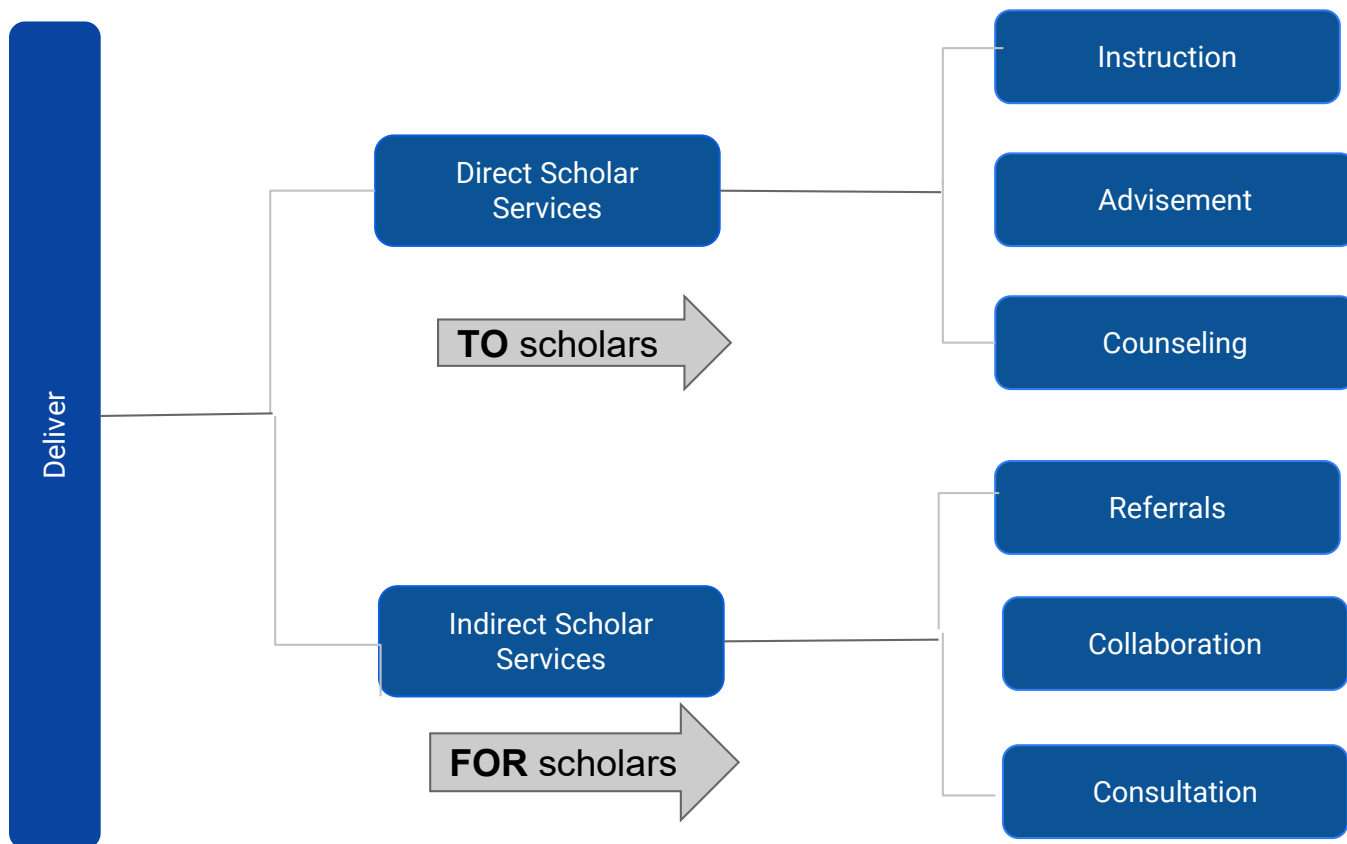 Deliver
Direct Scholar
Services
TO scholars
Instruction
Advisement
Counseling
Indirect Scholar
Services
FOR scholars
Referrals
Collaboration
Consultation